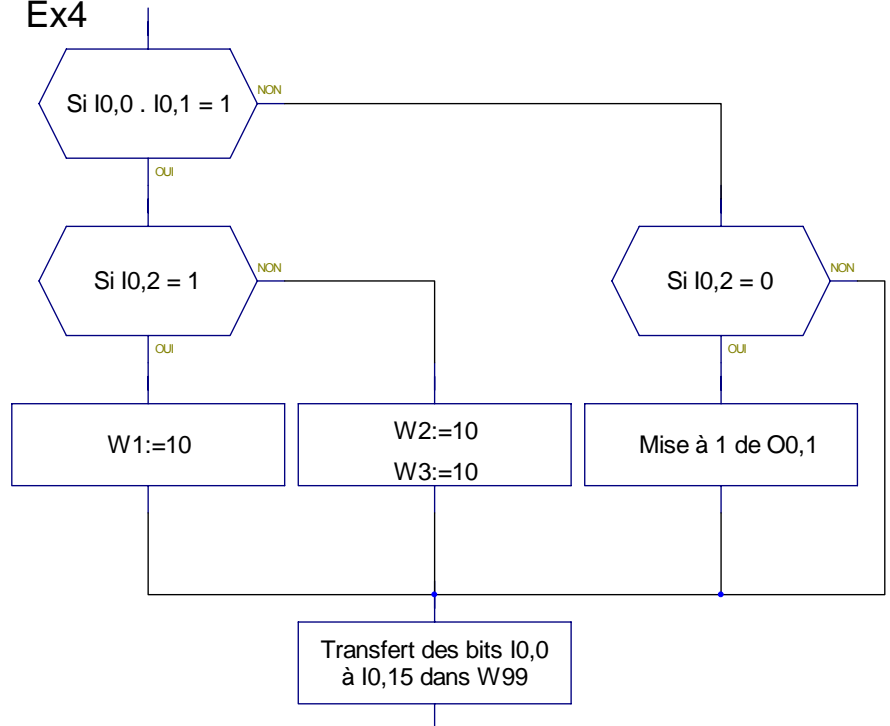 Ex4
Si I0,0 . I0,1 = 1
NON
OUI
Si I0,2 = 1
NON
Si I0,2 = 0
NON
OUI
OUI
W1:=10
W2:=10
W3:=10
Mise à 1 de O0,1
Transfert des bits I0,0
à I0,15 dans W99